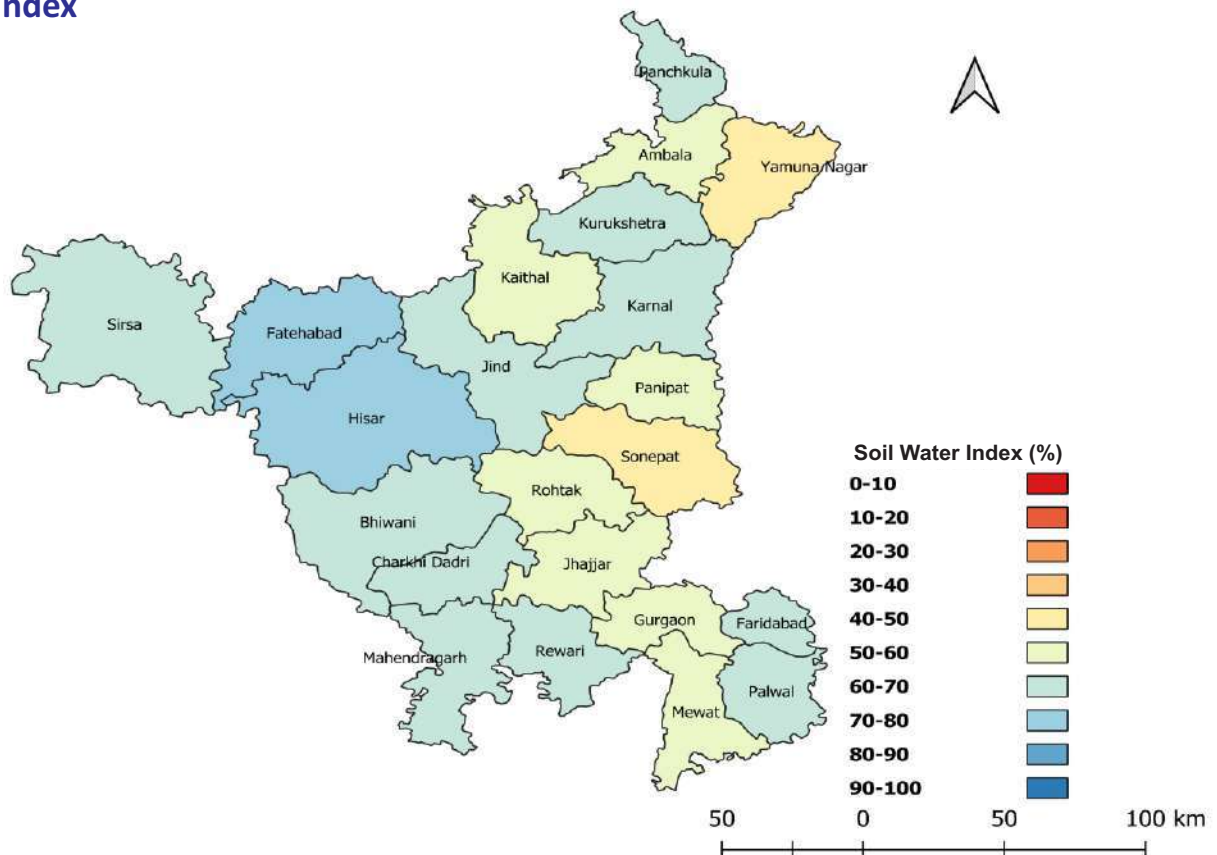 ndex
Panchkula
Ambala
Yamuna Nagar
Kurukshetra
Kaithal
Karnal
Sirsa
Fatehabad
Jind
Panipat
Hisar
Sonepat
Rohtak
Bhiwani
Charkhi Dadri
Jhajjar
Gurgaon
Faridabad
Mahendragarh
Rewari
Palwal
Mewat
Soil Water Index (%)
0-10
10-20
20-30
30-40
40-50
50-60
60-70
70-80
80-90
90-100
50 0 50 100 km